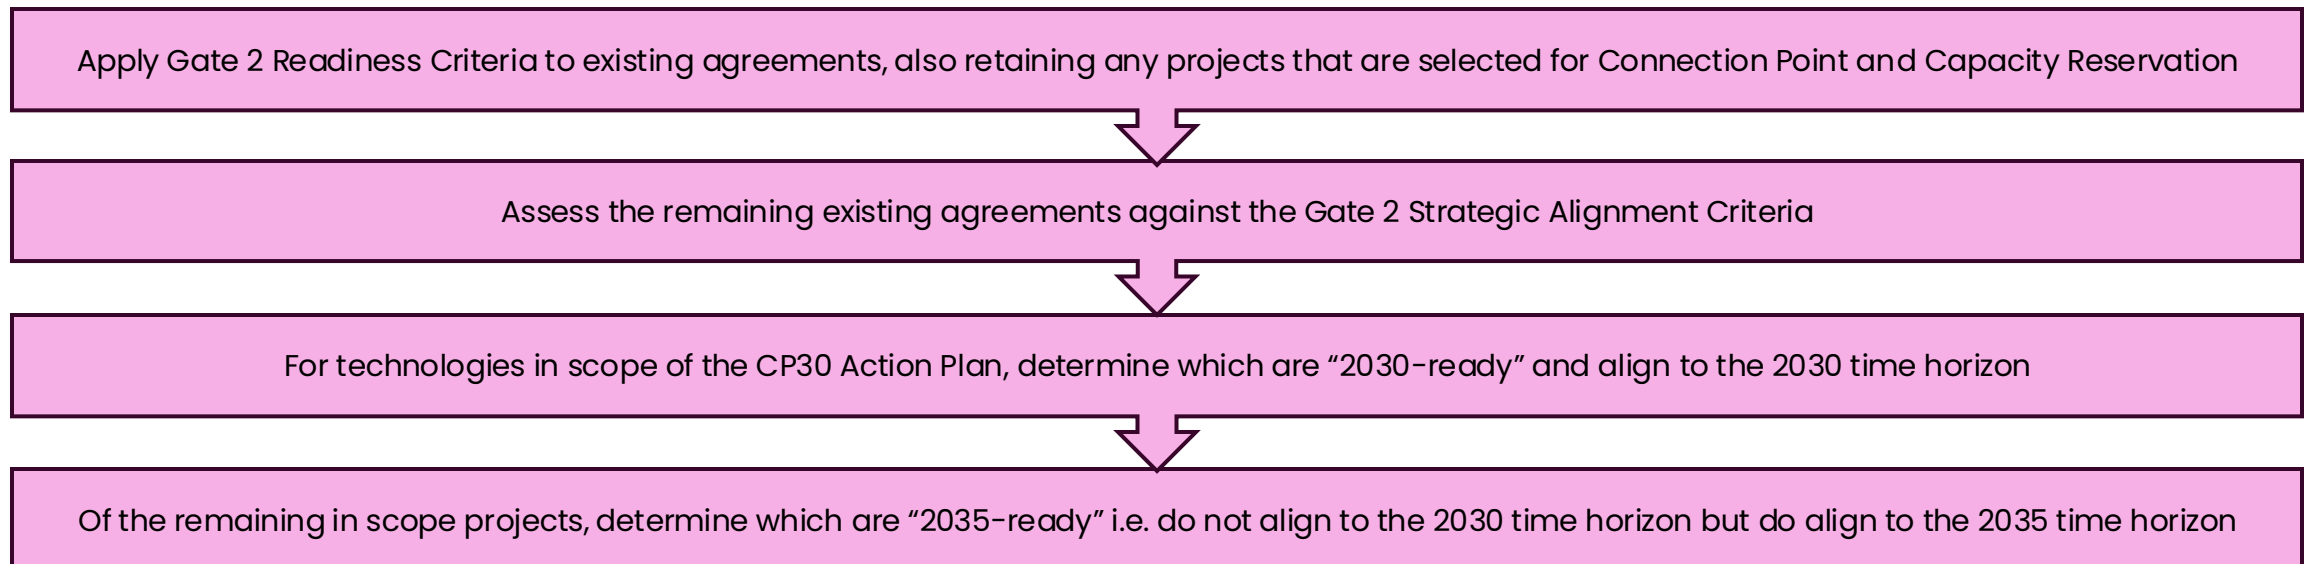 Apply Gate 2 Readiness Criteria to existing agreements, also retaining any projects that are selected for Connection Point and Capacity Reservation
Assess the remaining existing agreements against the Gate 2 Strategic Alignment Criteria
For technologies in scope of the CP30 Action Plan, determine which are “2030-ready” and align to the 2030 time horizon
Of the remaining in scope projects, determine which are “2035-ready” i.e. do not align to the 2030 time horizon but do align to the 2035 time horizon